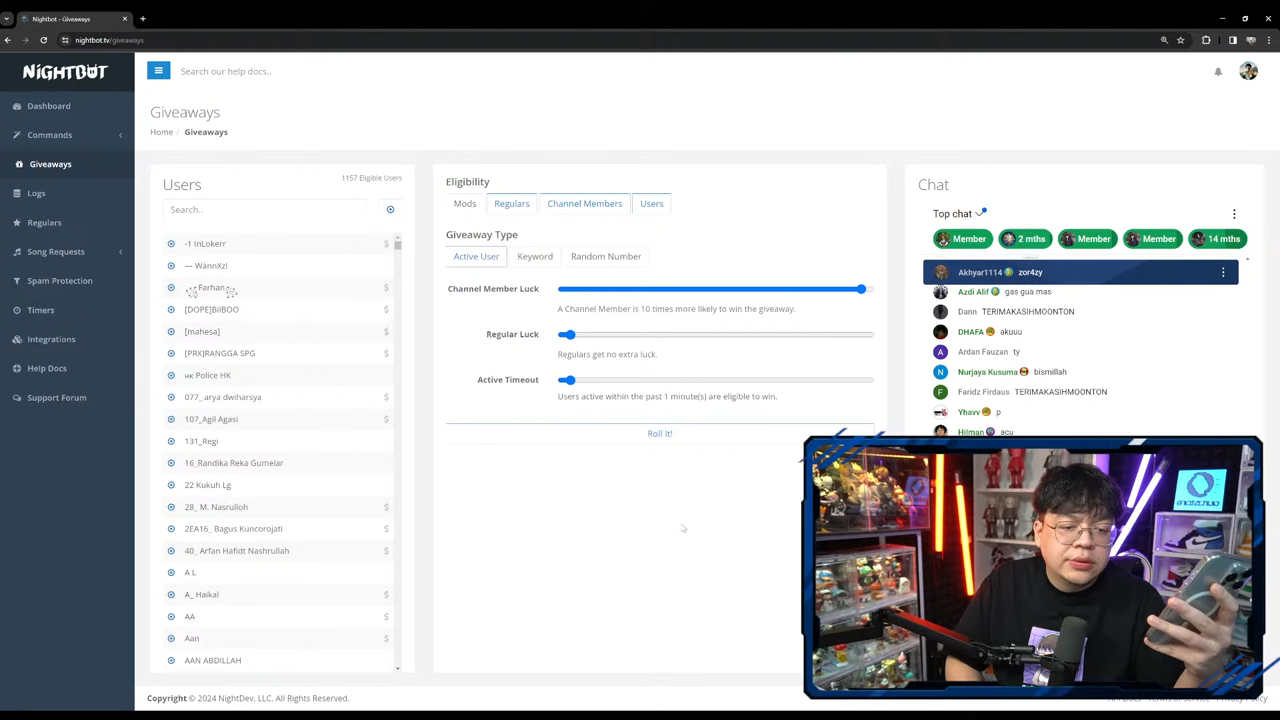 Nightbot - Giveaways
nightbot.tv/giveaways
NIGHTBOT
Search our help docs..
Dashboard
Commands
Giveaways
Logs
Regulars
Song Requests
Spam Protection
Timers
Integrations
Help Docs
Support Forum
Giveaways
Home / Giveaways
Users
1157 Eligible Users
Search..
-1 InLokerr $
— WànnXzl
Farhan $
[DOPE]BilBOO $
[mahesa] $
[PRX]RANGGA SPG $
нк Police HK
077_ arya dwiharsya $
107_Agil Agasi $
131_Regi
16_Randika Reka Gumelar
22 Kukuh Lg
28_ M. Nasrulloh $
2EA16_ Bagus Kuncorojati $
40_ Arfan Hafidt Nashrullah $
A L
A_ Haikal $
AA $
Aan $
AAN ABDILLAH
Eligibility
Mods Regulars Channel Members Users
Giveaway Type
Active User Keyword Random Number
Channel Member Luck
A Channel Member is 10 times more likely to win the giveaway.
Regular Luck
Regulars get no extra luck.
Active Timeout
Users active within the past 1 minute(s) are eligible to win.
Roll It!
Chat
Top chat
Member 2 mths Member Member 14 mths
Akhyar1114 zor4zy
Azdi Alif gas gua mas
Dann TERIMAKASIHMOONTON
DHAFA akuuu
Ardan Fauzan ty
Nurjaya Kusuma bismillah
Faridz Firdaus TERIMAKASIHMOONTON
Yhavv p
Hilman acu
Copyright © 2024 NightDev, LLC. All Rights Reserved.